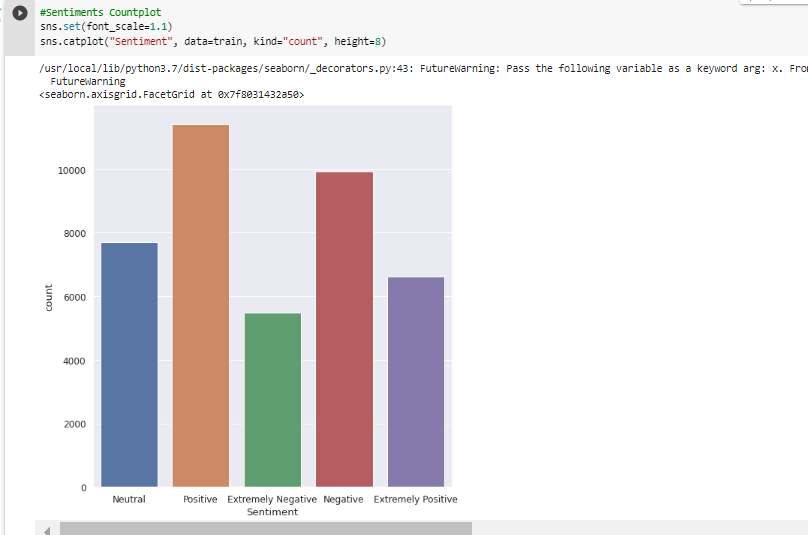 #Sentiments Countplot
sns.set(font_scale=1.1)
sns.catplot("Sentiment", data=train, kind="count", height=8)
/usr/local/lib/python3.7/dist-packages/seaborn/_decorators.py:43: FutureWarning: Pass the following variable as a keyword arg: x. From
FutureWarning
<seaborn.axisgrid.FacetGrid at 0x7f8031432a50>
10000
8000
6000
4000
2000
0
count
Neutral Positive Extremely Negative Negative Extremely Positive
Sentiment